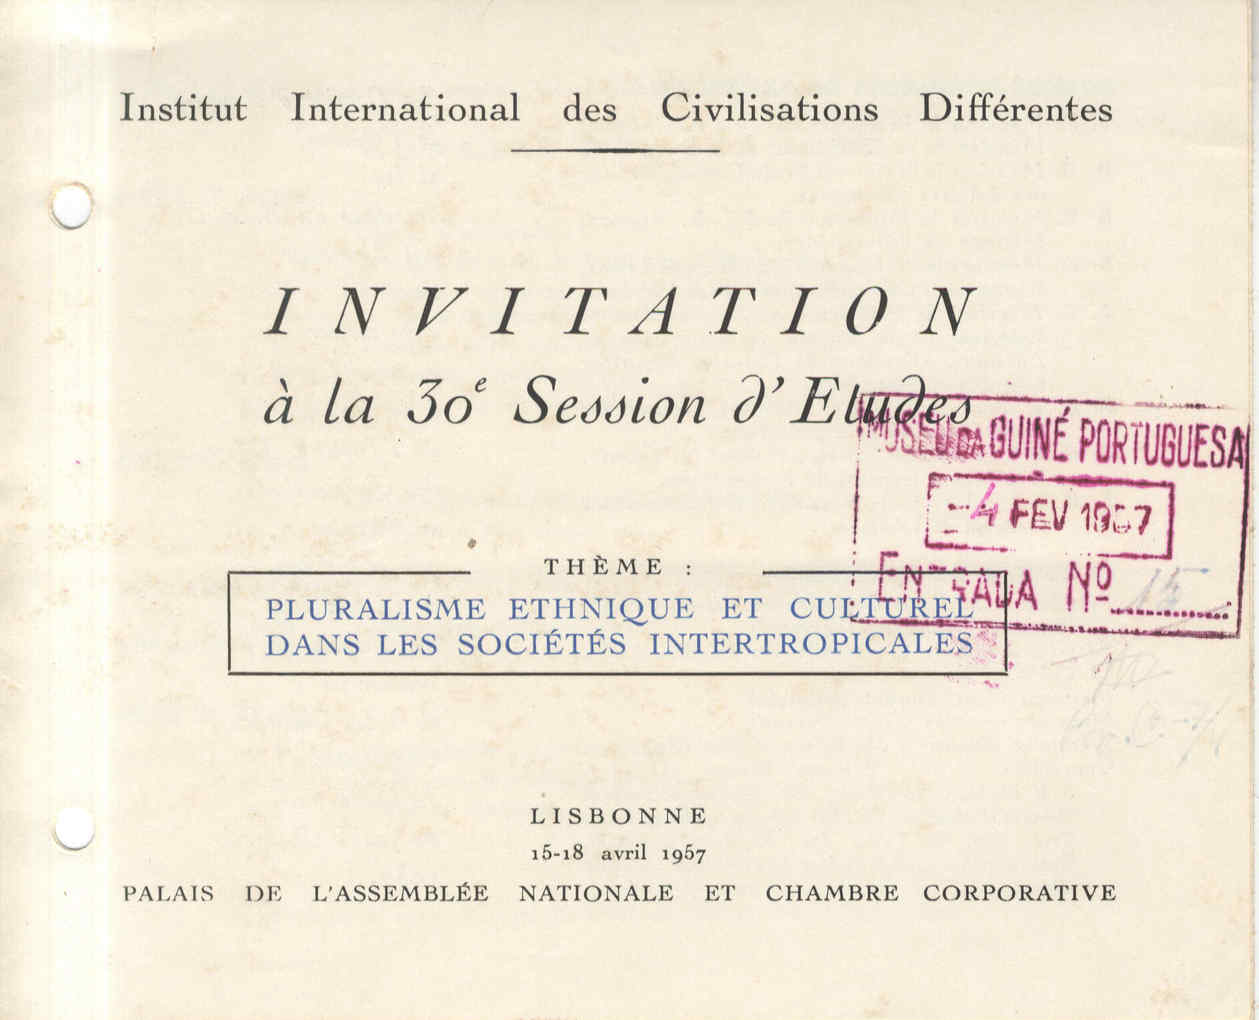 Institut International des Civilisations Différentes
INVITATION
à la 30e Session d'Etudes
MUSEU DA GUINÉ PORTUGUESA
-4 FEV 1957
ENTRADA Nº 15
THÈME :
PLURALISME ETHNIQUE ET CULTUREL
DANS LES SOCIÉTÉS INTERTROPICALES
LISBONNE
15-18 avril 1957
PALAIS DE L'ASSEMBLÉE NATIONALE ET CHAMBRE CORPORATIVE